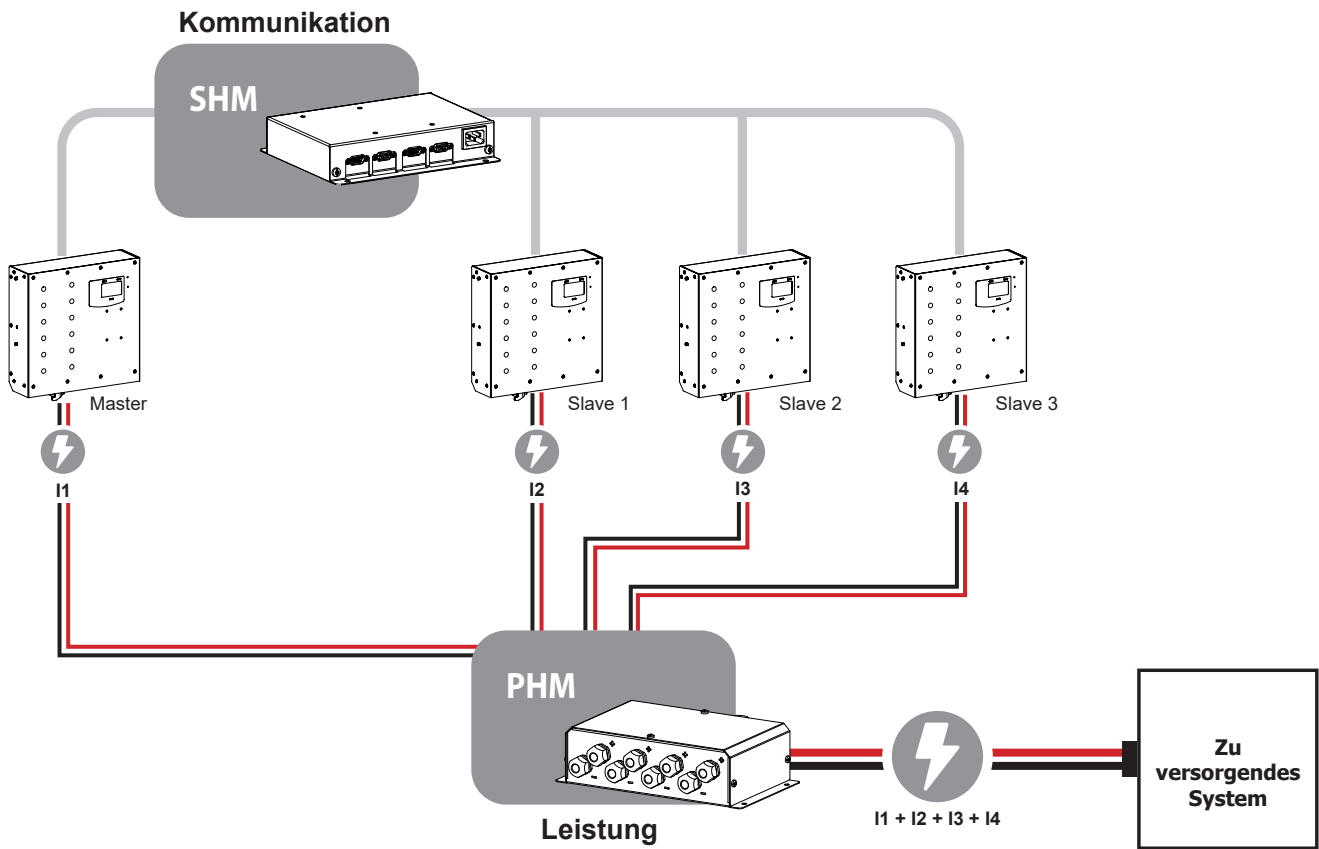 Kommunikation
SHM
Master
Slave 1
Slave 2
Slave 3
I1
I2
I3
I4
PHM
+
+
+
+
-
-
-
-
Leistung
I1 + I2 + I3 + I4
Zu
versorgendes
System